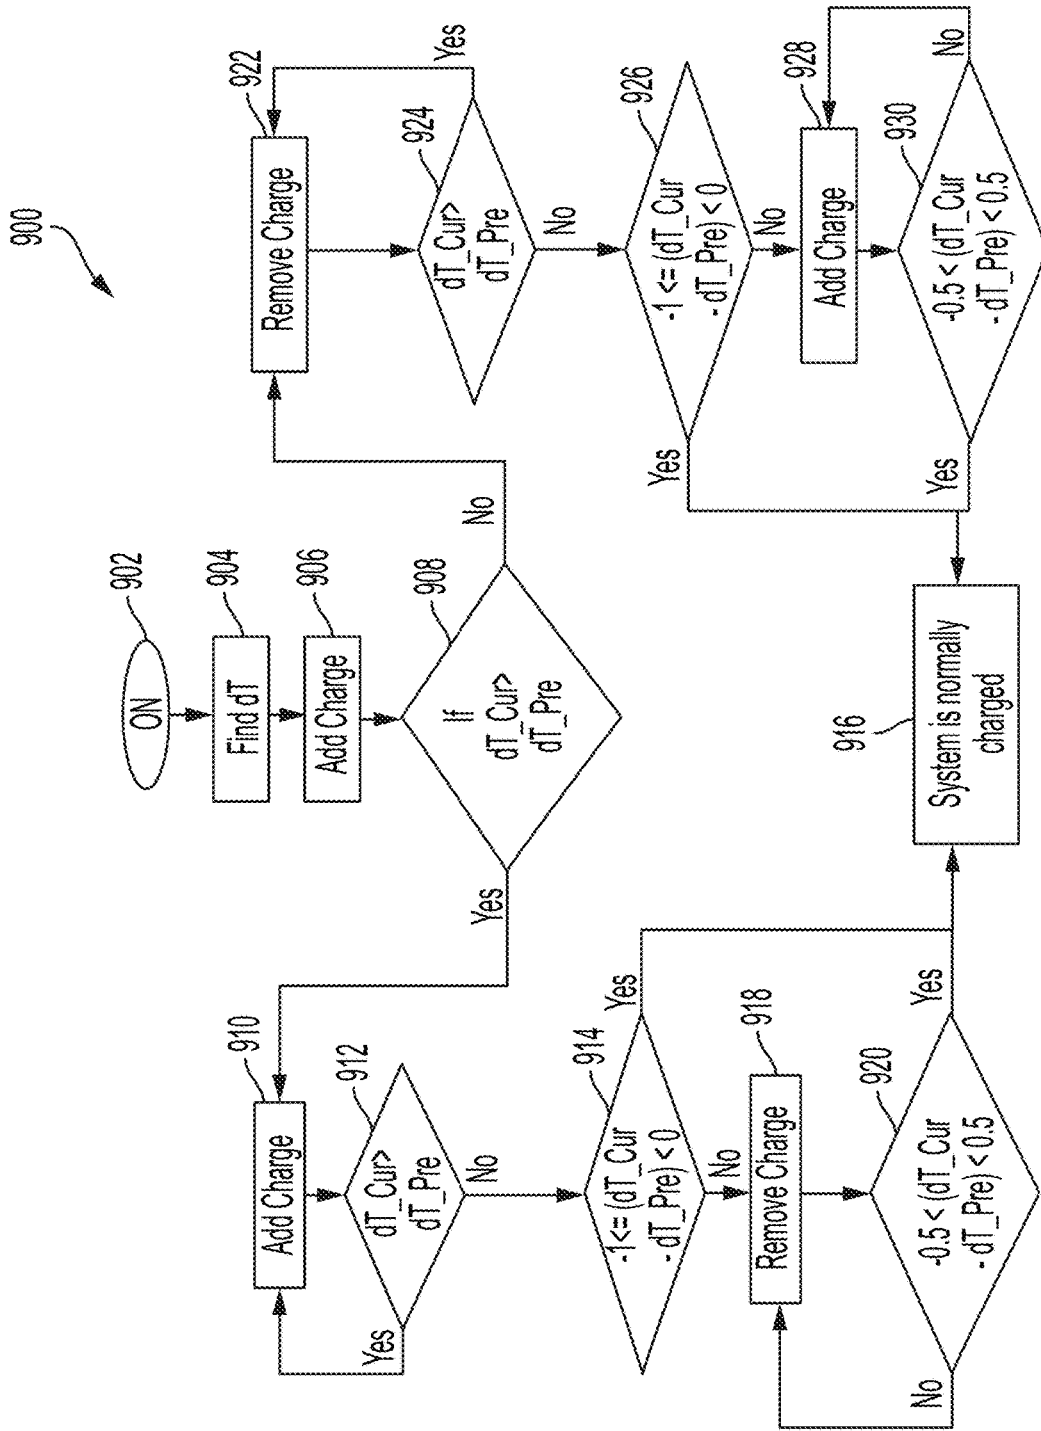 900
902
ON
904
Find dT
906
Add Charge
908
If
dT_Cur>
dT_Pre
Yes
No
910
Add Charge
912
dT_Cur>
dT_Pre
Yes
No
914
-1<= (dT_Cur
- dT_Pre) < 0
Yes
No
918
Remove Charge
920
-0.5 < (dT_Cur
- dT_Pre) < 0.5
Yes
No
916
System is normally
charged
922
Remove Charge
924
dT_Cur>
dT_Pre
Yes
No
926
-1 <= (dT_Cur
- dT_Pre) < 0
Yes
No
928
Add Charge
930
-0.5 < (dT_Cur
- dT_Pre) < 0.5
Yes
No